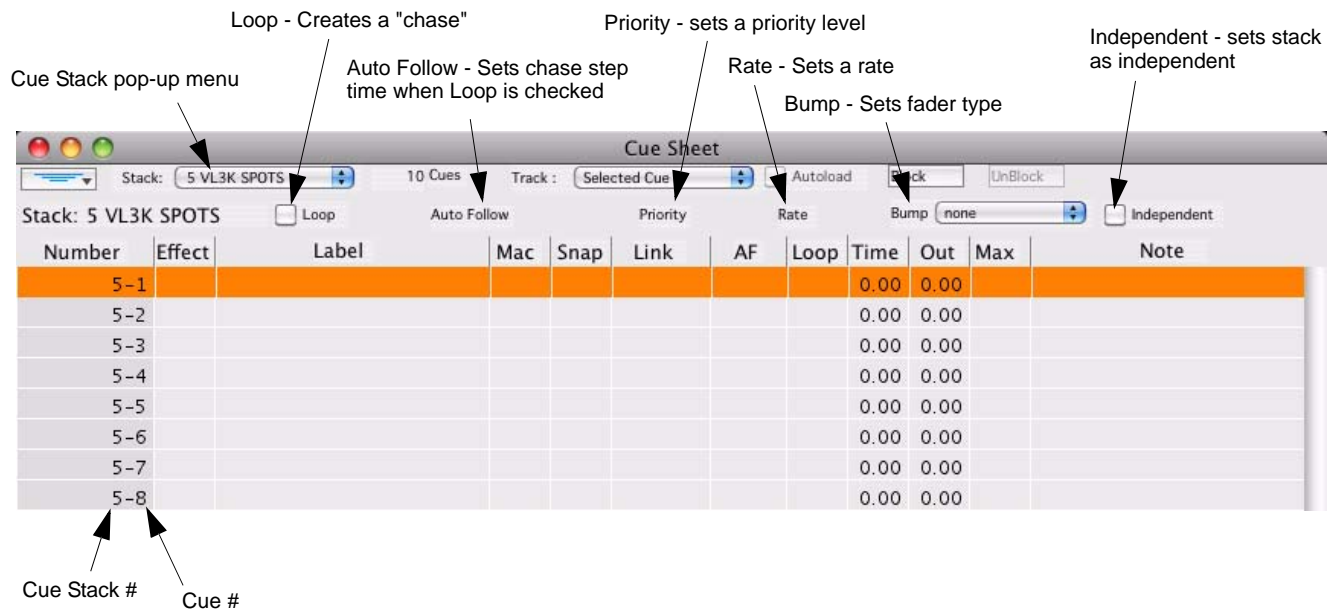 Loop - Creates a "chase"
Priority - sets a priority level
Independent - sets stack
as independent
Cue Stack pop-up menu
Auto Follow - Sets chase step
time when Loop is checked
Rate - Sets a rate
Bump - Sets fader type
Cue Sheet
Stack: 5 VL3K SPOTS 10 Cues Track : Selected Cue Autoload UnBlock
Stack: 5 VL3K SPOTS Loop Auto Follow Priority Rate Bump none Independent
Number Effect Label Mac Snap Link AF Loop Time Out Max Note
5-1 0.00 0.00
5-2 0.00 0.00
5-3 0.00 0.00
5-4 0.00 0.00
5-5 0.00 0.00
5-6 0.00 0.00
5-7 0.00 0.00
5-8 0.00 0.00
Cue Stack #
Cue #